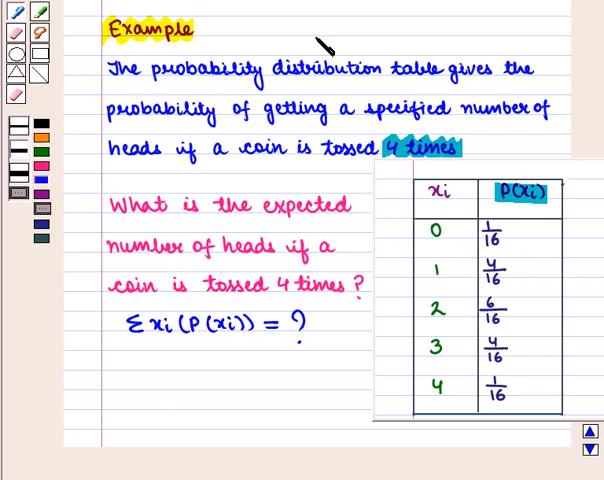 Example
The probability distribution table gives the
probability of getting a specified number of
heads if a coin is tossed 4 times
What is the expected
number of heads if a
coin is tossed 4 times?
Σ xi (P(xi)) = ?
xi P(xi)
0 1/16
1 4/16
2 6/16
3 4/16
4 1/16